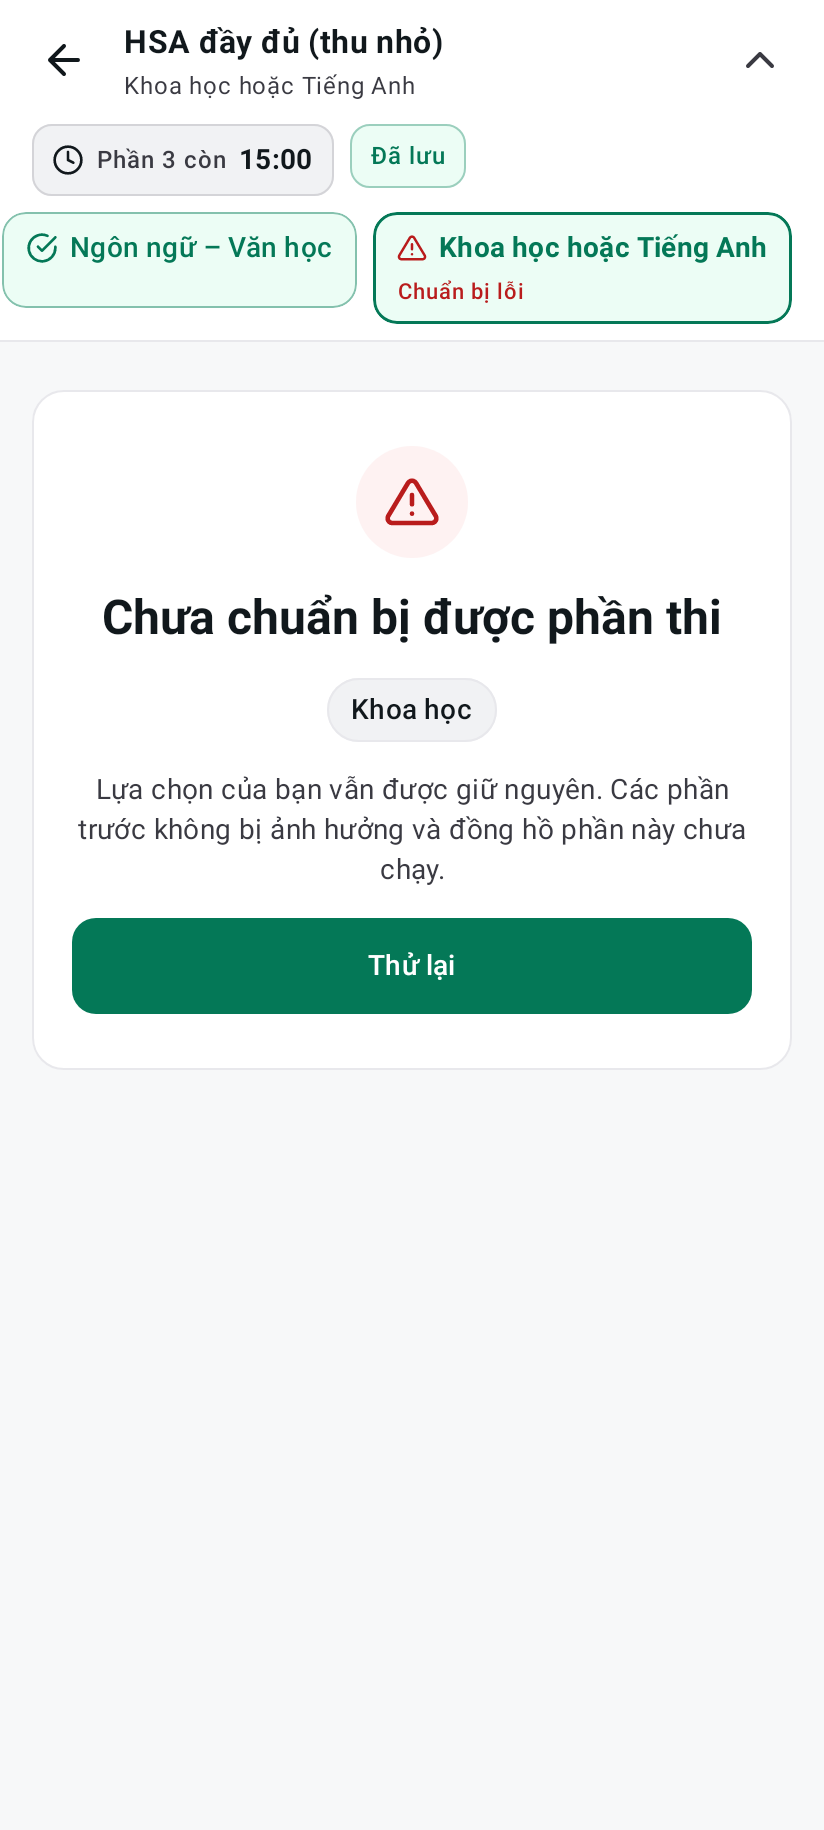 HSA đầy đủ (thu nhỏ)
Khoa học hoặc Tiếng Anh
Phần 3 còn 15:00
Đã lưu
Ngôn ngữ – Văn học
Khoa học hoặc Tiếng Anh
Chuẩn bị lỗi
Chưa chuẩn bị được phần thi
Khoa học
Lựa chọn của bạn vẫn được giữ nguyên. Các phần
trước không bị ảnh hưởng và đồng hồ phần này chưa
chạy.
Thử lại